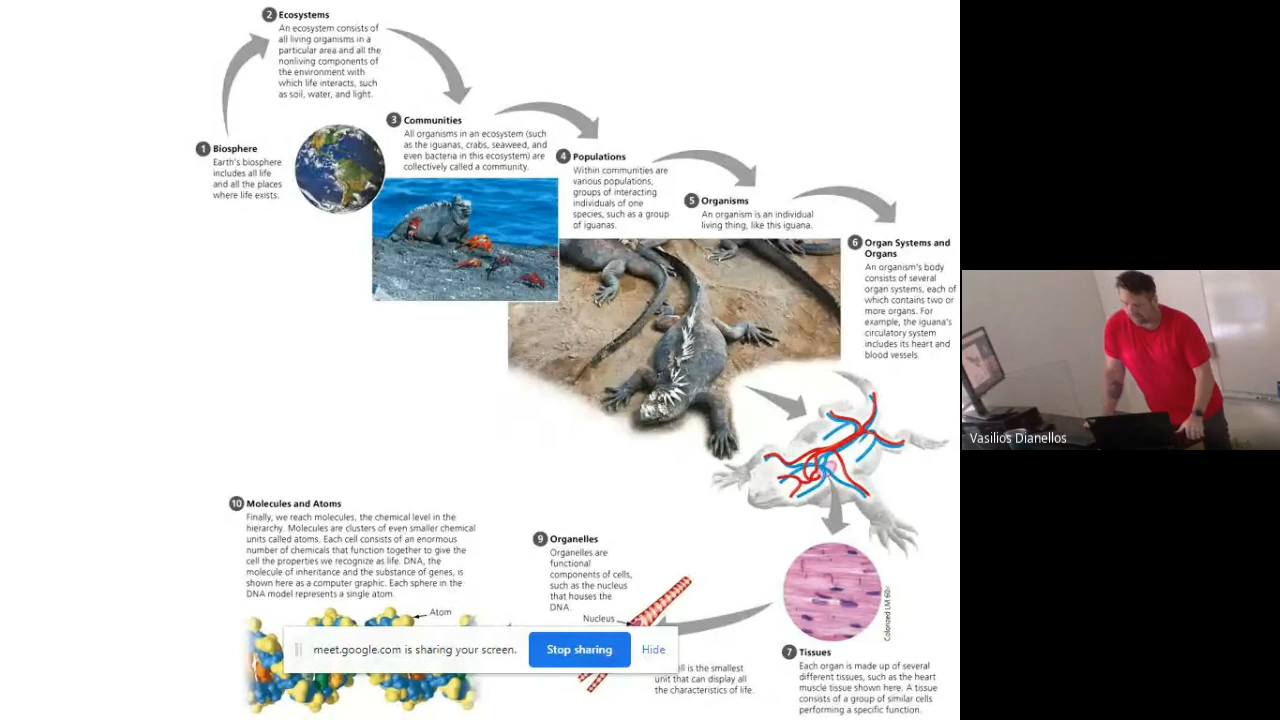 2 Ecosystems
An ecosystem consists of
all living organisms in a
particular area and all the
nonliving components of
the environment with
which life interacts, such
as soil, water, and light.
1 Biosphere
Earth's biosphere
includes all life
and all the places
where life exists.
3 Communities
All organisms in an ecosystem (such
as the iguanas, crabs, seaweed, and
even bacteria in this ecosystem) are
collectively called a community.
4 Populations
Within communities are
various populations,
groups of interacting
individuals of one
species, such as a group
of iguanas.
5 Organisms
An organism is an individual
living thing, like this iguana.
6 Organ Systems and
Organs
An organism's body
consists of several
organ systems, each of
which contains two or
more organs. For
example, the iguana's
circulatory system
includes its heart and
blood vessels.
Vasilios Dianellos
10 Molecules and Atoms
Finally, we reach molecules, the chemical level in the
hierarchy. Molecules are clusters of even smaller chemical
units called atoms. Each cell consists of an enormous
number of chemicals that function together to give the
cell the properties we recognize as life. DNA, the
molecule of inheritance and the substance of genes, is
shown here as a computer graphic. Each sphere in the
DNA model represents a single atom.
Atom
9 Organelles
Organelles are
functional
components of cells,
such as the nucleus
that houses the
DNA.
Nucleus
meet.google.com is sharing your screen.
Stop sharing
Hide
is the smallest
unit that can display all
the characteristics of life.
Colorized LM 60×
7 Tissues
Each organ is made up of several
different tissues, such as the heart
muscle tissue shown here. A tissue
consists of a group of similar cells
performing a specific function.